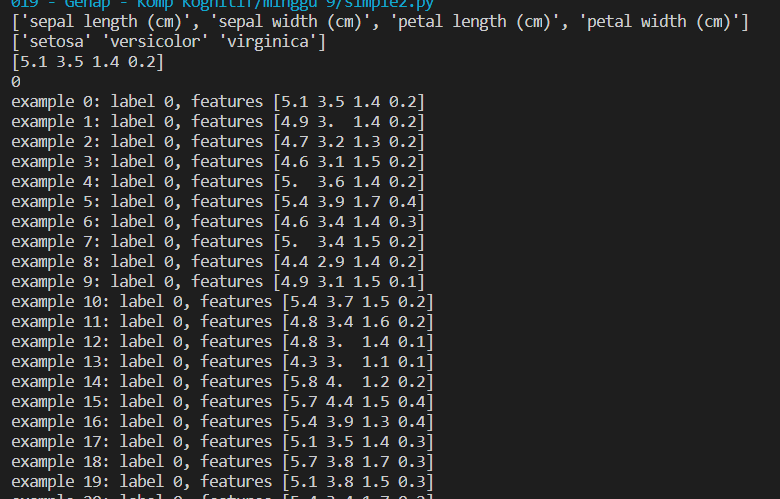 019 - Genap - Komp Kognitif/minggu 9/simple2.py
['sepal length (cm)', 'sepal width (cm)', 'petal length (cm)', 'petal width (cm)']
['setosa' 'versicolor' 'virginica']
[5.1 3.5 1.4 0.2]
0
example 0: label 0, features [5.1 3.5 1.4 0.2]
example 1: label 0, features [4.9 3.  1.4 0.2]
example 2: label 0, features [4.7 3.2 1.3 0.2]
example 3: label 0, features [4.6 3.1 1.5 0.2]
example 4: label 0, features [5.  3.6 1.4 0.2]
example 5: label 0, features [5.4 3.9 1.7 0.4]
example 6: label 0, features [4.6 3.4 1.4 0.3]
example 7: label 0, features [5.  3.4 1.5 0.2]
example 8: label 0, features [4.4 2.9 1.4 0.2]
example 9: label 0, features [4.9 3.1 1.5 0.1]
example 10: label 0, features [5.4 3.7 1.5 0.2]
example 11: label 0, features [4.8 3.4 1.6 0.2]
example 12: label 0, features [4.8 3.  1.4 0.1]
example 13: label 0, features [4.3 3.  1.1 0.1]
example 14: label 0, features [5.8 4.  1.2 0.2]
example 15: label 0, features [5.7 4.4 1.5 0.4]
example 16: label 0, features [5.4 3.9 1.3 0.4]
example 17: label 0, features [5.1 3.5 1.4 0.3]
example 18: label 0, features [5.7 3.8 1.7 0.3]
example 19: label 0, features [5.1 3.8 1.5 0.3]
example 20: label 0, features [5.4 3.4 1.7 0.2]